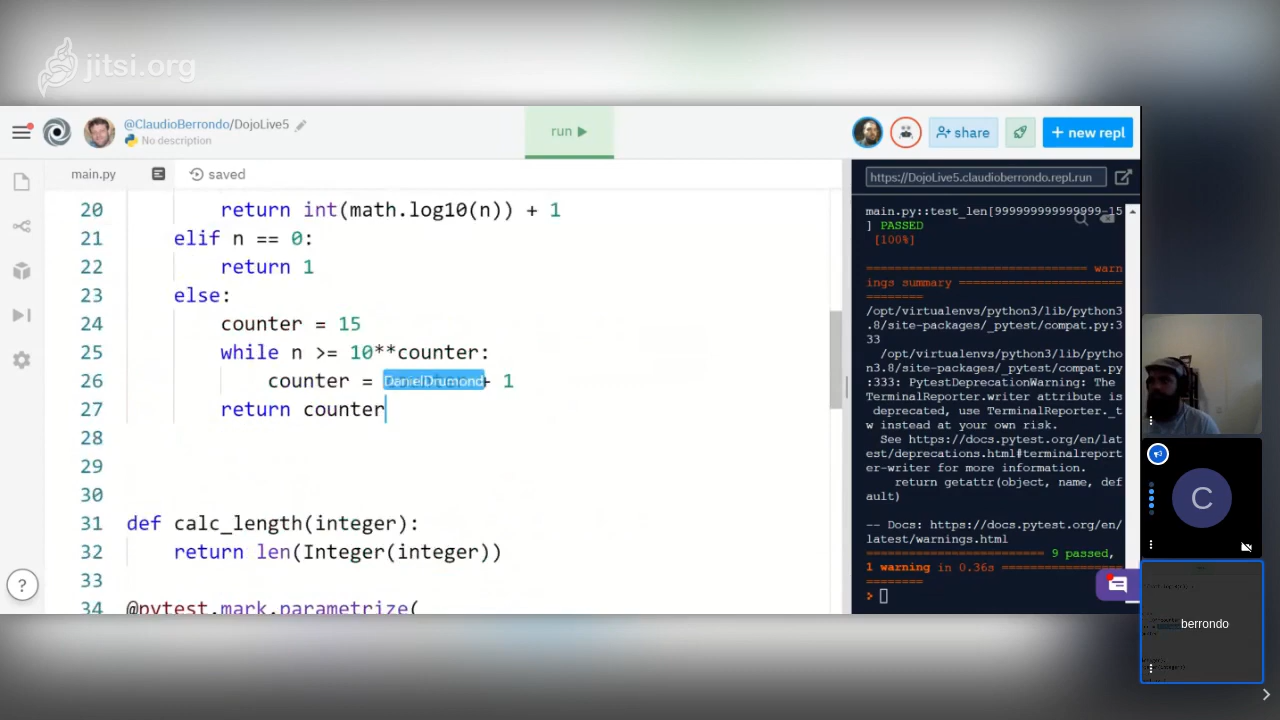 jitsi.org
@ClaudioBerrondo/DojoLive5
No description
run
share
+ new repl
main.py
saved
https://DojoLive5.claudioberrondo.repl.run
20 return int(math.log10(n)) + 1
21 elif n == 0:
22 return 1
23 else:
24 counter = 15
25 while n >= 10**counter:
26 counter = DanielDrumond + 1
27 return counter
28
29
30
31 def calc_length(integer):
32 return len(Integer(integer))
33
34 @pytest.mark.parametrize(
?
main.py::test_len[999999999999999-15
] PASSED
[100%]
============================== warn
ings summary ========================
========
/opt/virtualenvs/python3/lib/python3
.8/site-packages/_pytest/compat.py:3
33
/opt/virtualenvs/python3/lib/pytho
n3.8/site-packages/_pytest/compat.py
:333: PytestDeprecationWarning: The
TerminalReporter.writer attribute is
deprecated, use TerminalReporter._t
w instead at your own risk.
See https://docs.pytest.org/en/lat
est/deprecations.html#terminalreport
er-writer for more information.
return getattr(object, name, def
ault)
-- Docs: https://docs.pytest.org/en/
latest/warnings.html
======================== 9 passed,
1 warning in 0.36s ==================
========
>
C
berrondo